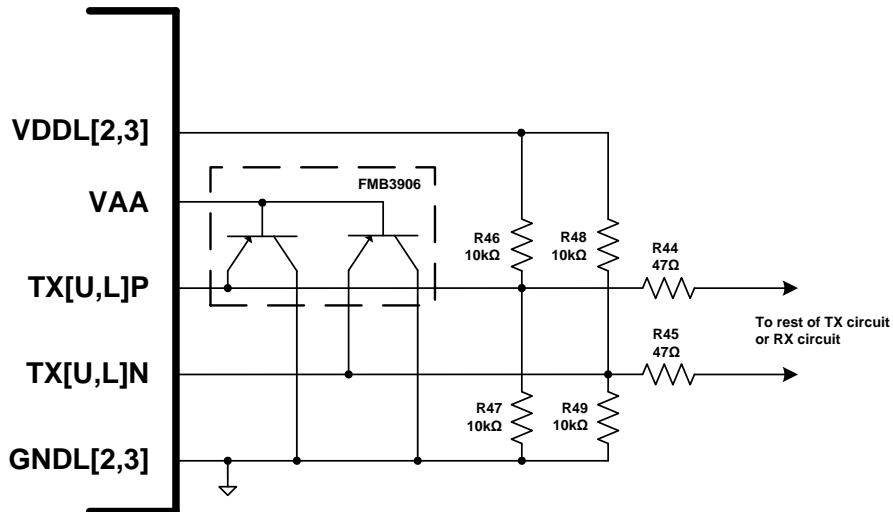 VDDL[2,3]
FMB3906
VAA
R46
10kΩ
R48
10kΩ
R44
47Ω
TX[U,L]P
To rest of TX circuit
or RX circuit
R45
47Ω
TX[U,L]N
R47
10kΩ
R49
10kΩ
GNDL[2,3]